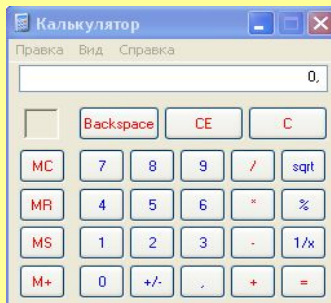 Калькулятор
Правка Вид Справка
0,
Backspace CE C
MC 7 8 9 / sqrt
MR 4 5 6 * %
MS 1 2 3 - 1/x
M+ 0 +/- , + =